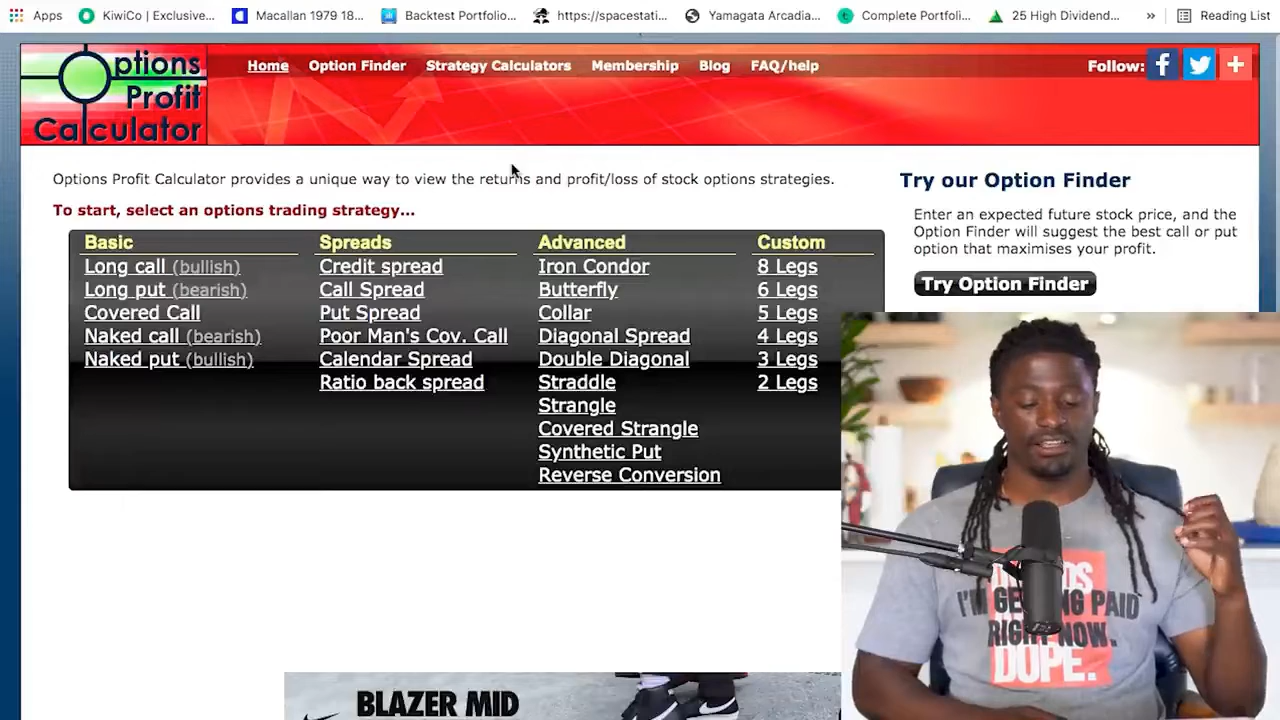 Apps
KiwiCo | Exclusive...
Macallan 1979 18...
Backtest Portfolio...
https://spacestati...
Yamagata Arcadia...
Complete Portfoli...
25 High Dividend...
»
Reading List
Options
Profit
Calculator
Home
Option Finder
Strategy Calculators
Membership
Blog
FAQ/help
Follow:
Options Profit Calculator provides a unique way to view the returns and profit/loss of stock options strategies.
To start, select an options trading strategy...
Basic
Long call (bullish)
Long put (bearish)
Covered Call
Naked call (bearish)
Naked put (bullish)
Spreads
Credit spread
Call Spread
Put Spread
Poor Man's Cov. Call
Calendar Spread
Ratio back spread
Advanced
Iron Condor
Butterfly
Collar
Diagonal Spread
Double Diagonal
Straddle
Strangle
Covered Strangle
Synthetic Put
Reverse Conversion
Custom
8 Legs
6 Legs
5 Legs
4 Legs
3 Legs
2 Legs
Try our Option Finder
Enter an expected future stock price, and the
Option Finder will suggest the best call or put
option that maximises your profit.
Try Option Finder
I'M PAID
RIGHT NOW.
DOPE.
BLAZER MID